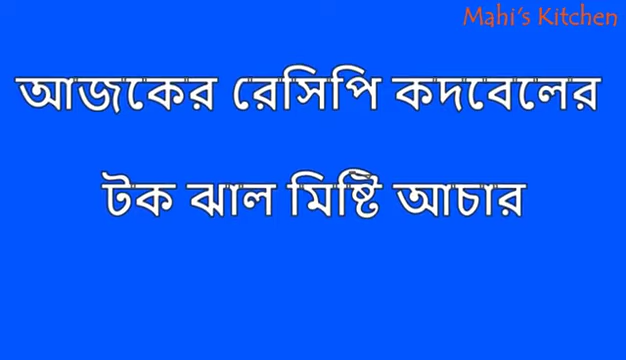 Mahi's Kitchen
আজকের রেসিপি কদবেলের
টক ঝাল মিষ্টি আচার